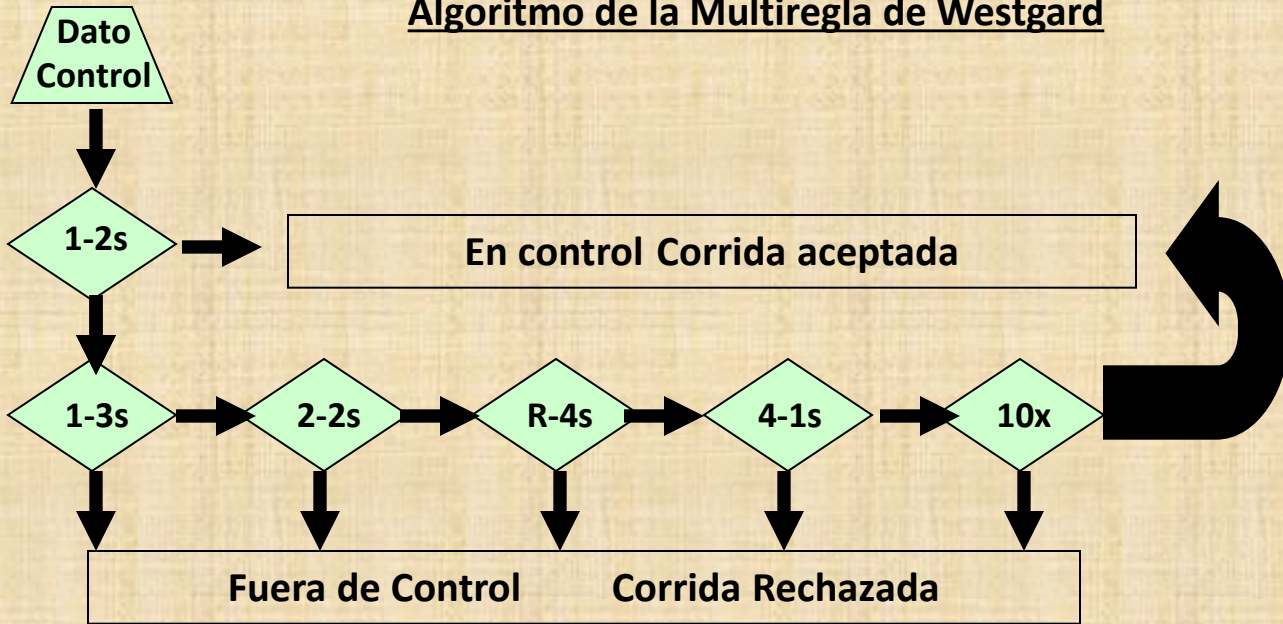 Algoritmo de la Multiregla de Westgard
Dato
Control
1-2s
En control Corrida aceptada
1-3s
2-2s
R-4s
4-1s
10x
Fuera de Control Corrida Rechazada